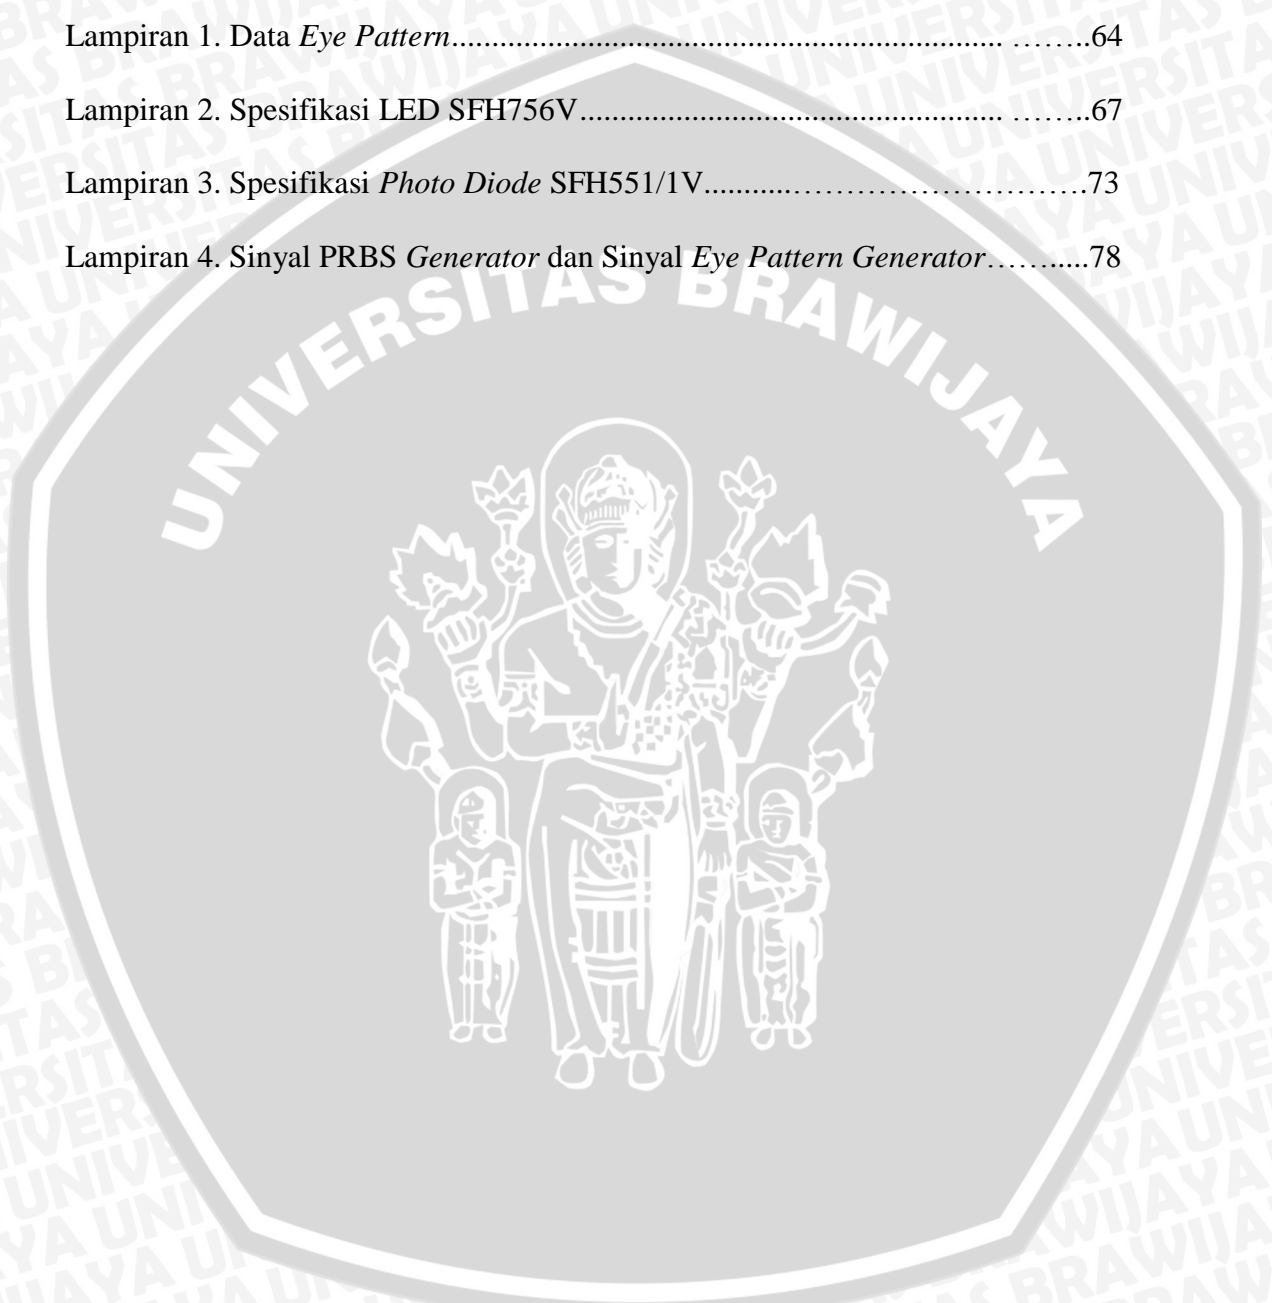 Lampiran 1. Data Eye Pattern.................................................................... ……..64
Lampiran 2. Spesifikasi LED SFH756V.................................................... ……..67
Lampiran 3. Spesifikasi Photo Diode SFH551/1V...........……………………….73
Lampiran 4. Sinyal PRBS Generator dan Sinyal Eye Pattern Generator…….....78
UNIVERSITAS BRAWIJAYA